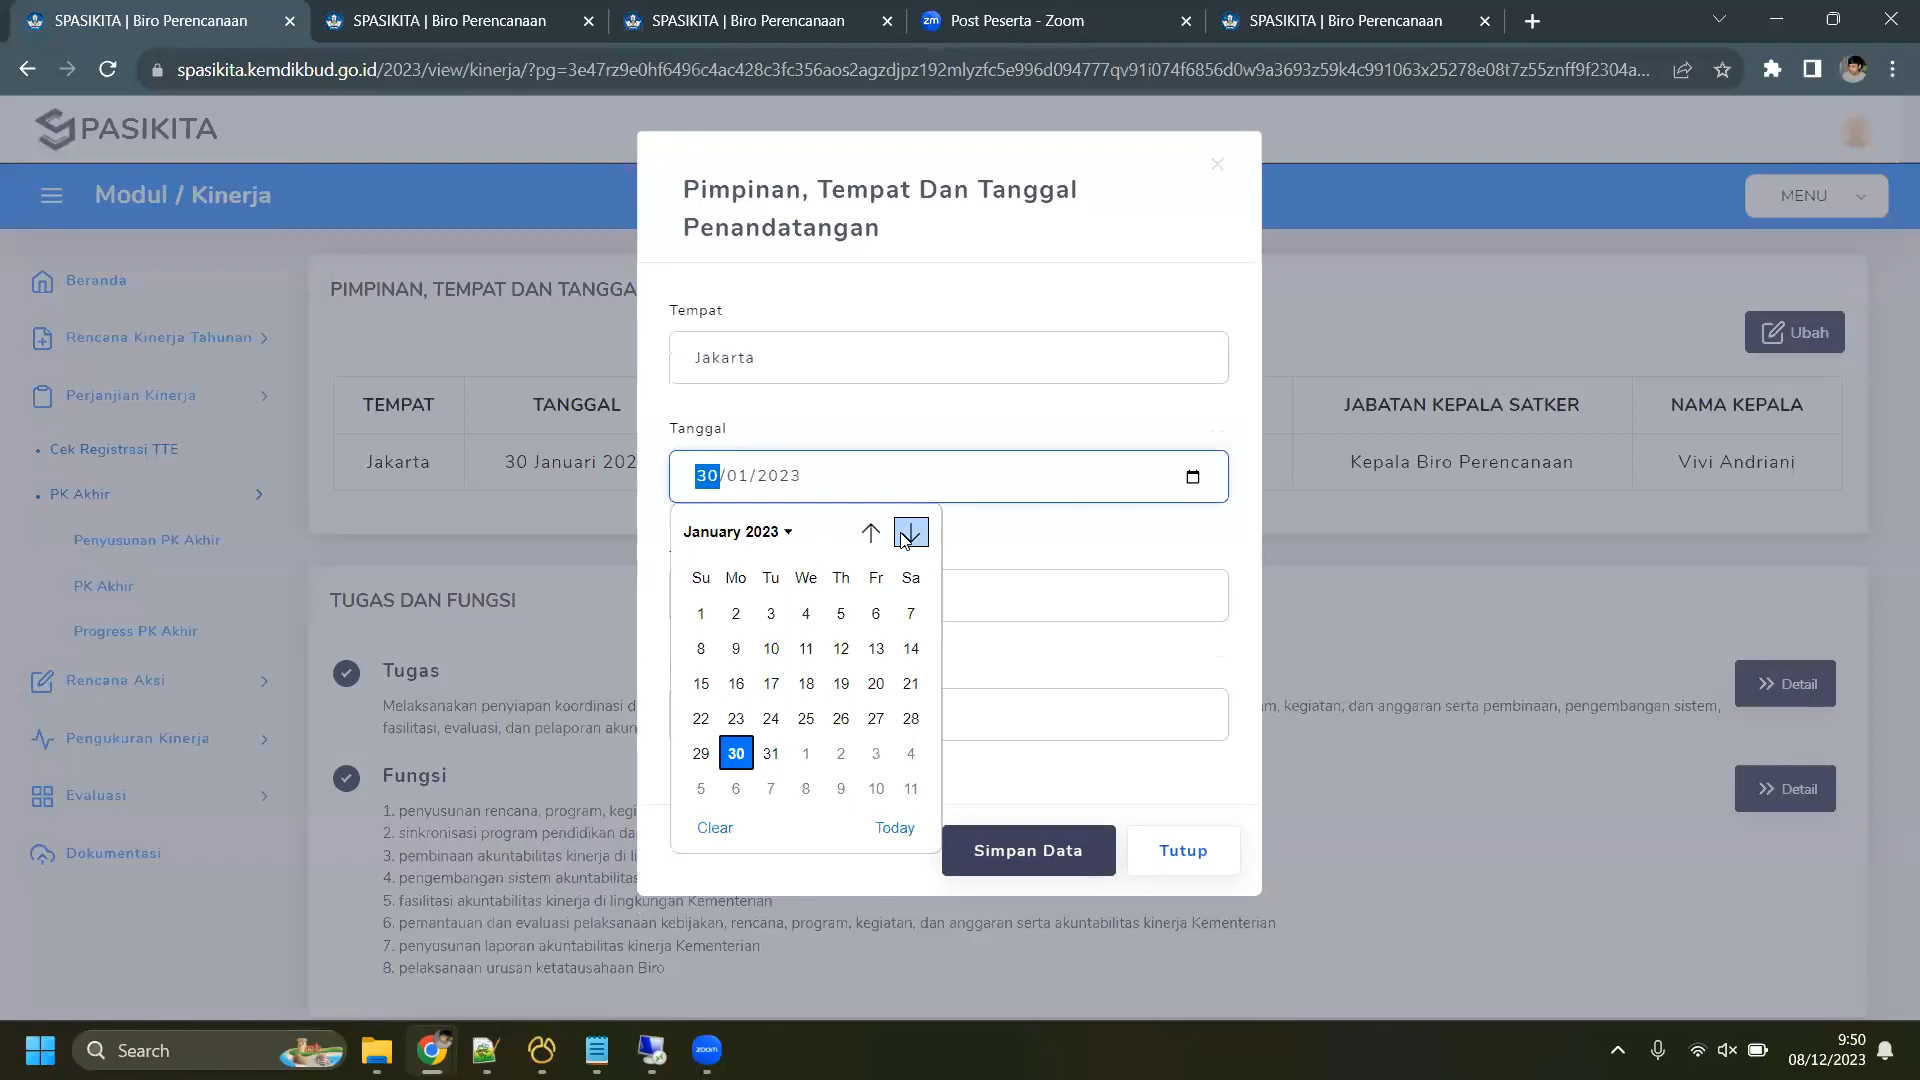 SPASIKITA | Biro Perencanaan
SPASIKITA | Biro Perencanaan
SPASIKITA | Biro Perencanaan
zm
Post Peserta - Zoom
SPASIKITA | Biro Perencanaan
spasikita.kemdikbud.go.id/2023/view/kinerja/?pg=3e47rz9e0hf6496c4ac428c3fc356aos2agzdjpz192mlyzfc5e996d094777qv91i074f6856d0w9a3693z59k4c991063x25278e08t7z55znff9f2304a...
SPASIKITA
Modul / Kinerja
MENU
Beranda
Rencana Kinerja Tahunan
Perjanjian Kinerja
Cek Registrasi TTE
PK Akhir
Penyusunan PK Akhir
PK Akhir
Progress PK Akhir
Rencana Aksi
Pengukuran Kinerja
Evaluasi
Dokumentasi
PIMPINAN, TEMPAT DAN TANGGA
Ubah
TEMPAT TANGGAL JABATAN KEPALA SATKER NAMA KEPALA
Jakarta 30 Januari 202 Kepala Biro Perencanaan Vivi Andriani
TUGAS DAN FUNGSI
Tugas
Melaksanakan penyiapan koordinasi d
kegiatan, dan anggaran serta pembinaan, pengembangan sistem,
fasilitasi, evaluasi, dan pelaporan akun
Detail
Fungsi
Detail
1. penyusunan rencana, program, kegi
2. sinkronisasi program pendidikan da
3. pembinaan akuntabilitas kinerja di li
4. pengembangan sistem akuntabilitas
5. fasilitasi akuntabilitas kinerja di lingkungan Kementerian
6. pemantauan dan evaluasi pelaksanaan kebijakan, rencana, program, kegiatan, dan anggaran serta akuntabilitas kinerja Kementerian
7. penyusunan laporan akuntabilitas kinerja Kementerian
8. pelaksanaan urusan ketatausahaan Biro
Pimpinan, Tempat Dan Tanggal
Penandatangan
Tempat
Jakarta
Tanggal
30/01/2023
January 2023
Su Mo Tu We Th Fr Sa
1 2 3 4 5 6 7
8 9 10 11 12 13 14
15 16 17 18 19 20 21
22 23 24 25 26 27 28
29 30 31 1 2 3 4
5 6 7 8 9 10 11
Clear Today
Simpan Data
Tutup
Search
zoom
9:50
08/12/2023